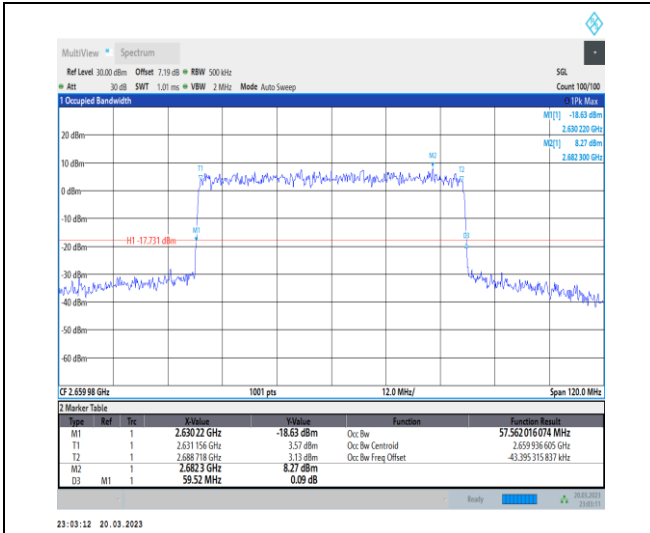 MultiView Spectrum
Ref Level 30.00 dBm Offset 7.19 dB RBW 500 kHz SGL
Att 30 dB SWT 1.01 ms VBW 2 MHz Mode Auto Sweep Count 100/100
1 Occupied Bandwidth 1Pk Max
M1[1] -18.63 dBm
2.630 220 GHz
M2[1] 8.27 dBm
2.682 300 GHz
20 dBm
10 dBm
M2
T1
T2
0 dBm
-10 dBm
M1
D3
H1 -17.731 dBm
-20 dBm
-30 dBm
-40 dBm
-50 dBm
-60 dBm
CF 2.659 98 GHz 1001 pts 12.0 MHz/ Span 120.0 MHz
2 Marker Table
Type Ref Trc X-Value Y-Value Function Function Result
M1 1 2.630 22 GHz -18.63 dBm Occ Bw 57.562 016 074 MHz
T1 1 2.631 156 GHz 3.57 dBm Occ Bw Centroid 2.659 936 605 GHz
T2 1 2.688 718 GHz 3.13 dBm Occ Bw Freq Offset -43.395 315 837 kHz
M2 1 2.682 3 GHz 8.27 dBm
D3 M1 1 59.52 MHz 0.09 dB
Ready 20.03.2023
23:03:11
23:03:12 20.03.2023